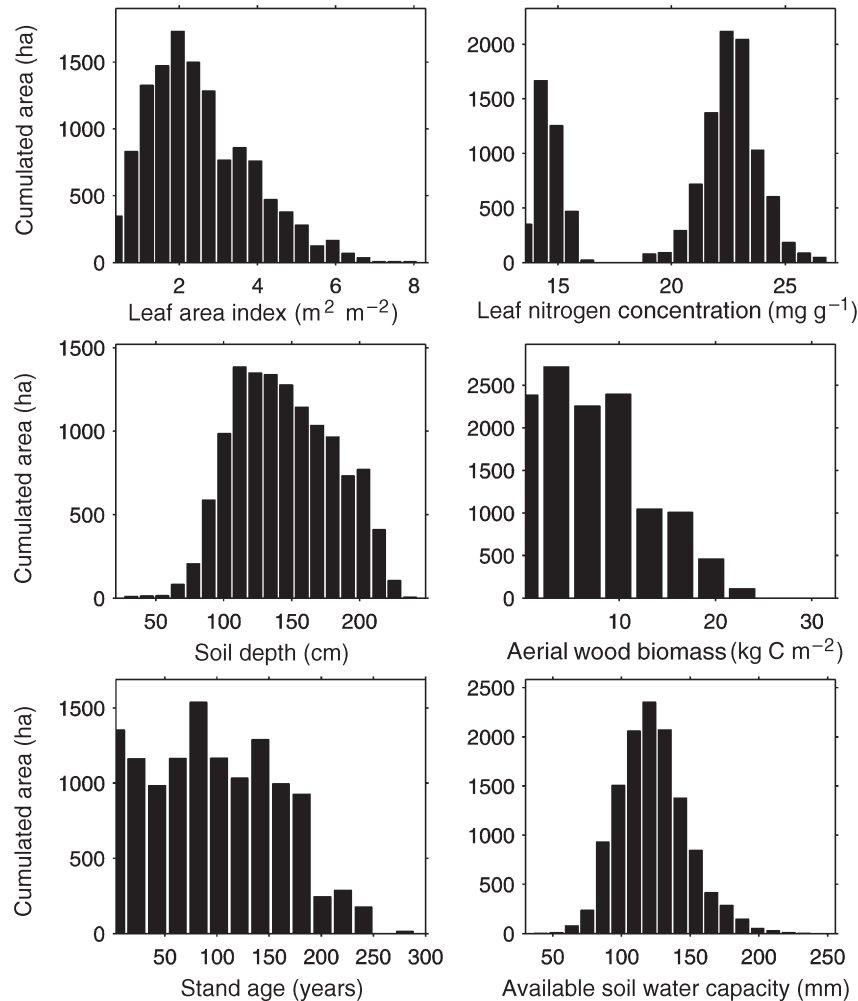 Cumulated area (ha)
1500
1000
500
0
2 4 6 8
Leaf area index (m² m⁻²)
2000
1500
1000
500
0
15 20 25
Leaf nitrogen concentration (mg g⁻¹)
Cumulated area (ha)
1500
1000
500
0
50 100 150 200
Soil depth (cm)
2500
2000
1500
1000
500
0
10 20 30
Aerial wood biomass (kg C m⁻²)
Cumulated area (ha)
1500
1000
500
0
50 100 150 200 250 300
Stand age (years)
2500
2000
1500
1000
500
0
50 100 150 200 250
Available soil water capacity (mm)